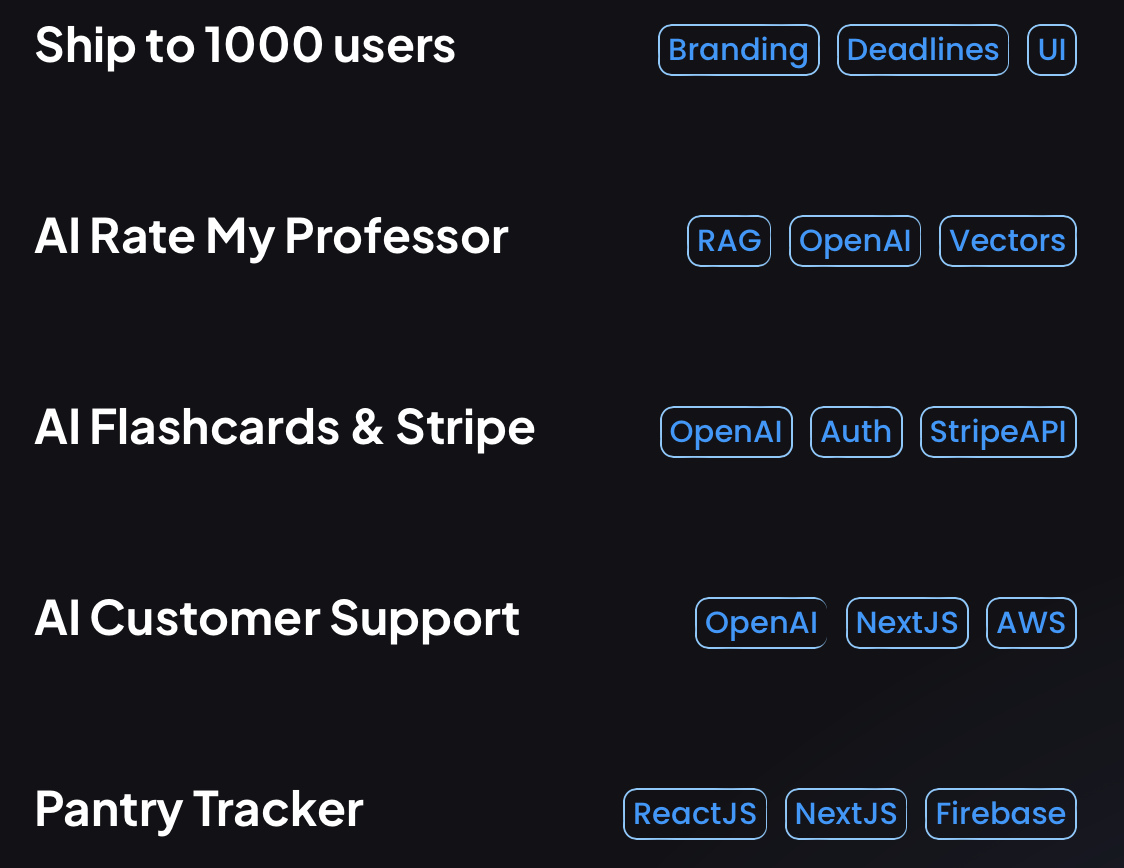 Ship to 1000 users Branding Deadlines UI
AI Rate My Professor RAG OpenAI Vectors
AI Flashcards & Stripe OpenAI Auth StripeAPI
AI Customer Support OpenAI NextJS AWS
Pantry Tracker ReactJS NextJS Firebase